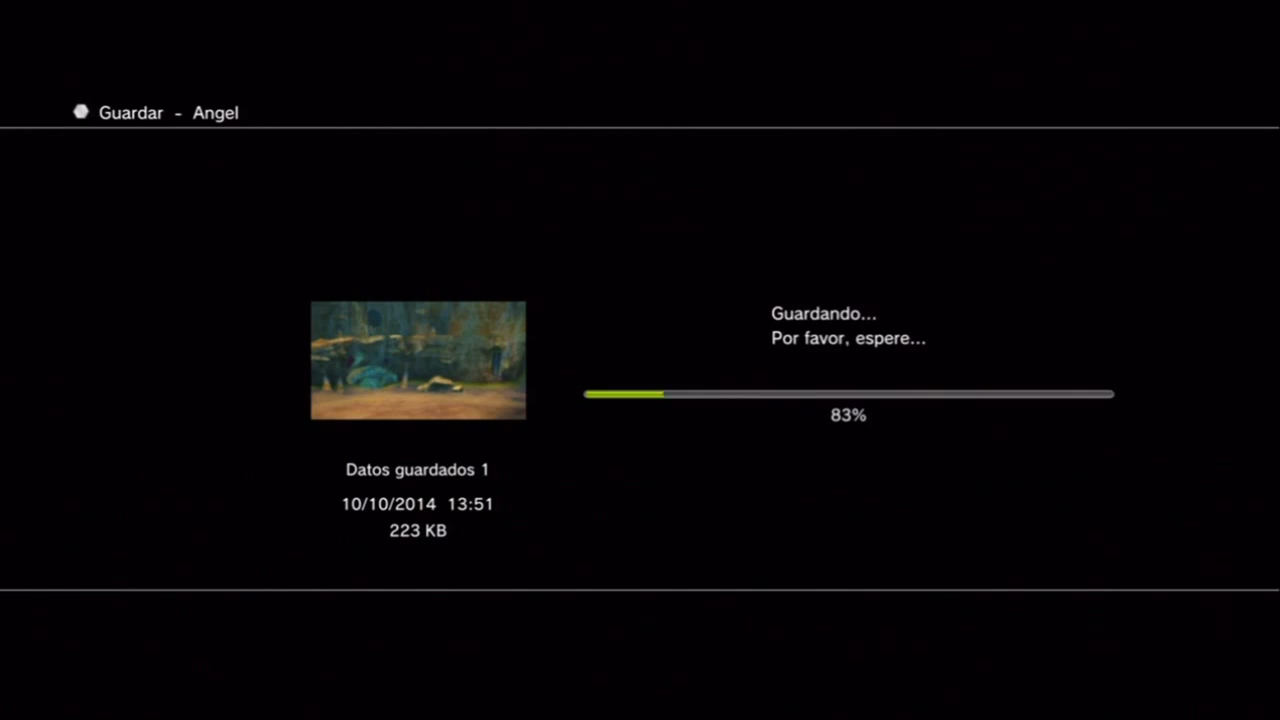 Guardar - Angel
Guardando...
Por favor, espere...
83%
Datos guardados 1
10/10/2014 13:51
223 KB